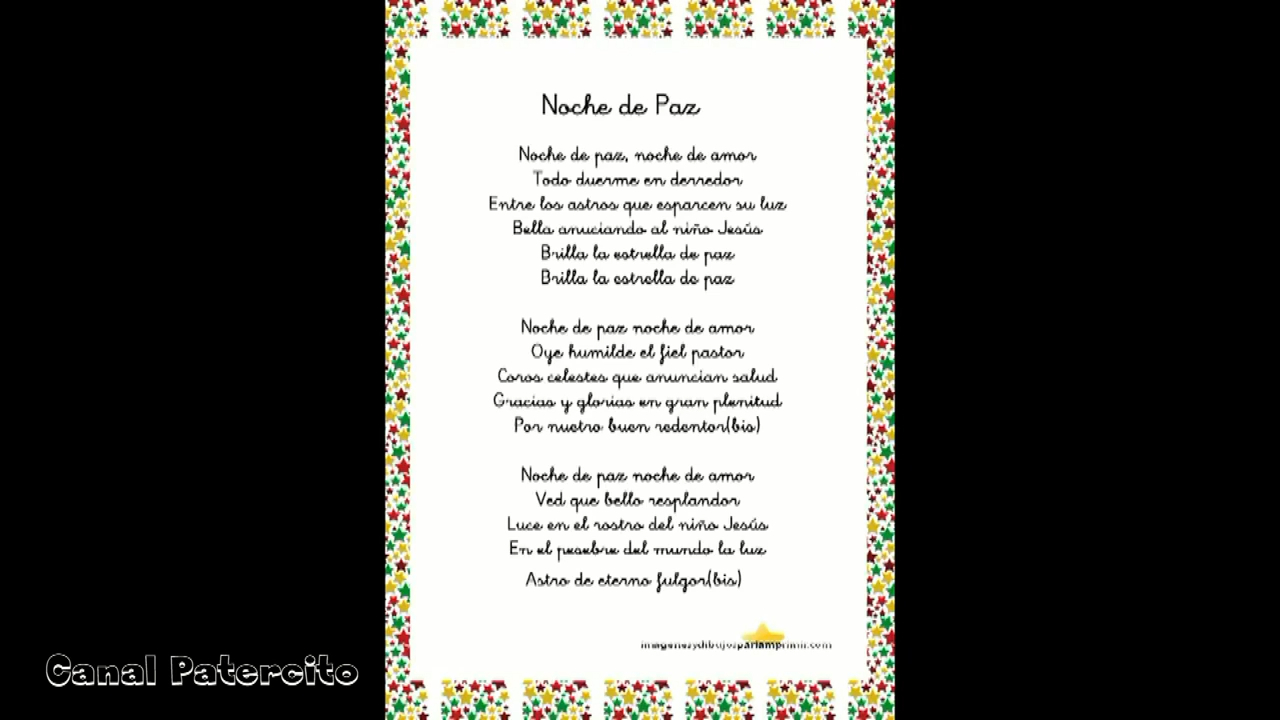 Noche de Paz
Noche de paz, noche de amor
Todo duerme en derredor
Entre los astros que esparcen su luz
Bella anuciando al niño Jesús
Brilla la estrella de paz
Brilla la estrella de paz
Noche de paz noche de amor
Oye humilde el fiel pastor
Coros celestes que anuncian salud
Gracias y glorias en gran plenitud
Por nuetro buen redentor(bis)
Noche de paz noche de amor
Ved que bello resplandor
Luce en el rostro del niño Jesús
En el pesebre del mundo la luz
Astro de eterno fulgor(bis)
imagenesydibujosparaimprimir.com
Canal Patercito